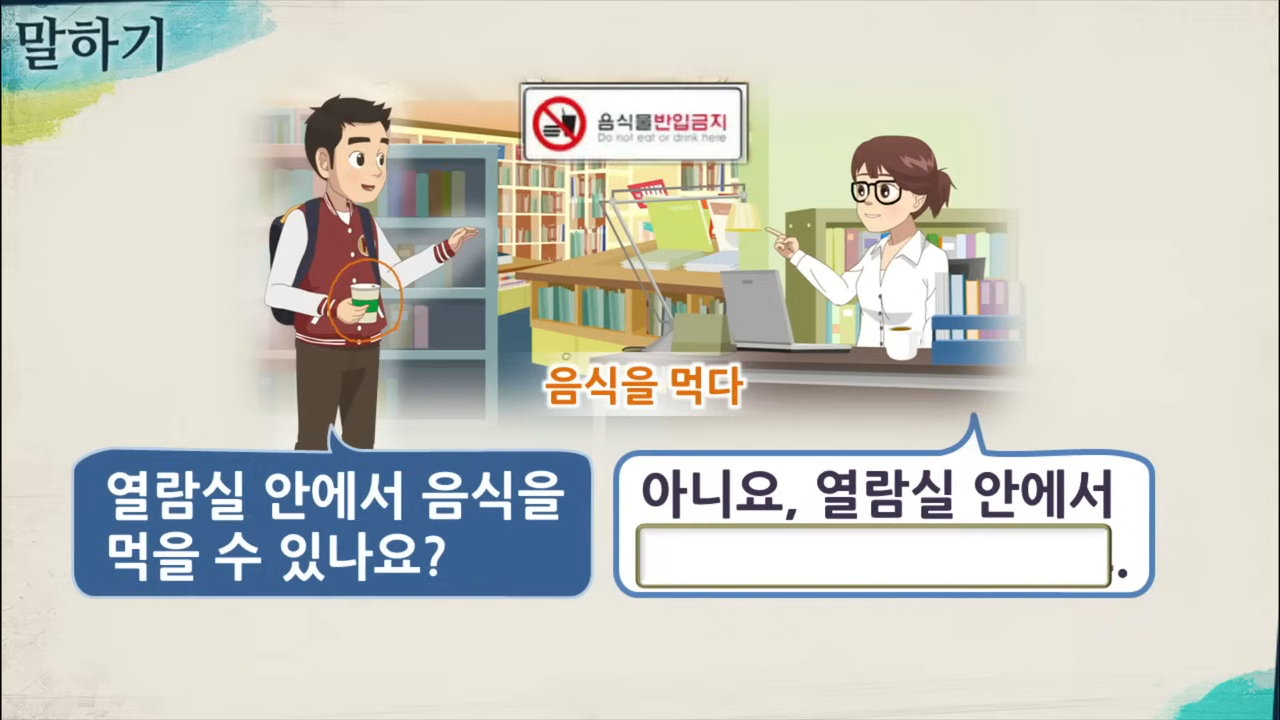 말하기
음식물반입금지
Do not eat or drink here
음식을 먹다
열람실 안에서 음식을
먹을 수 있나요?
아니요, 열람실 안에서
.